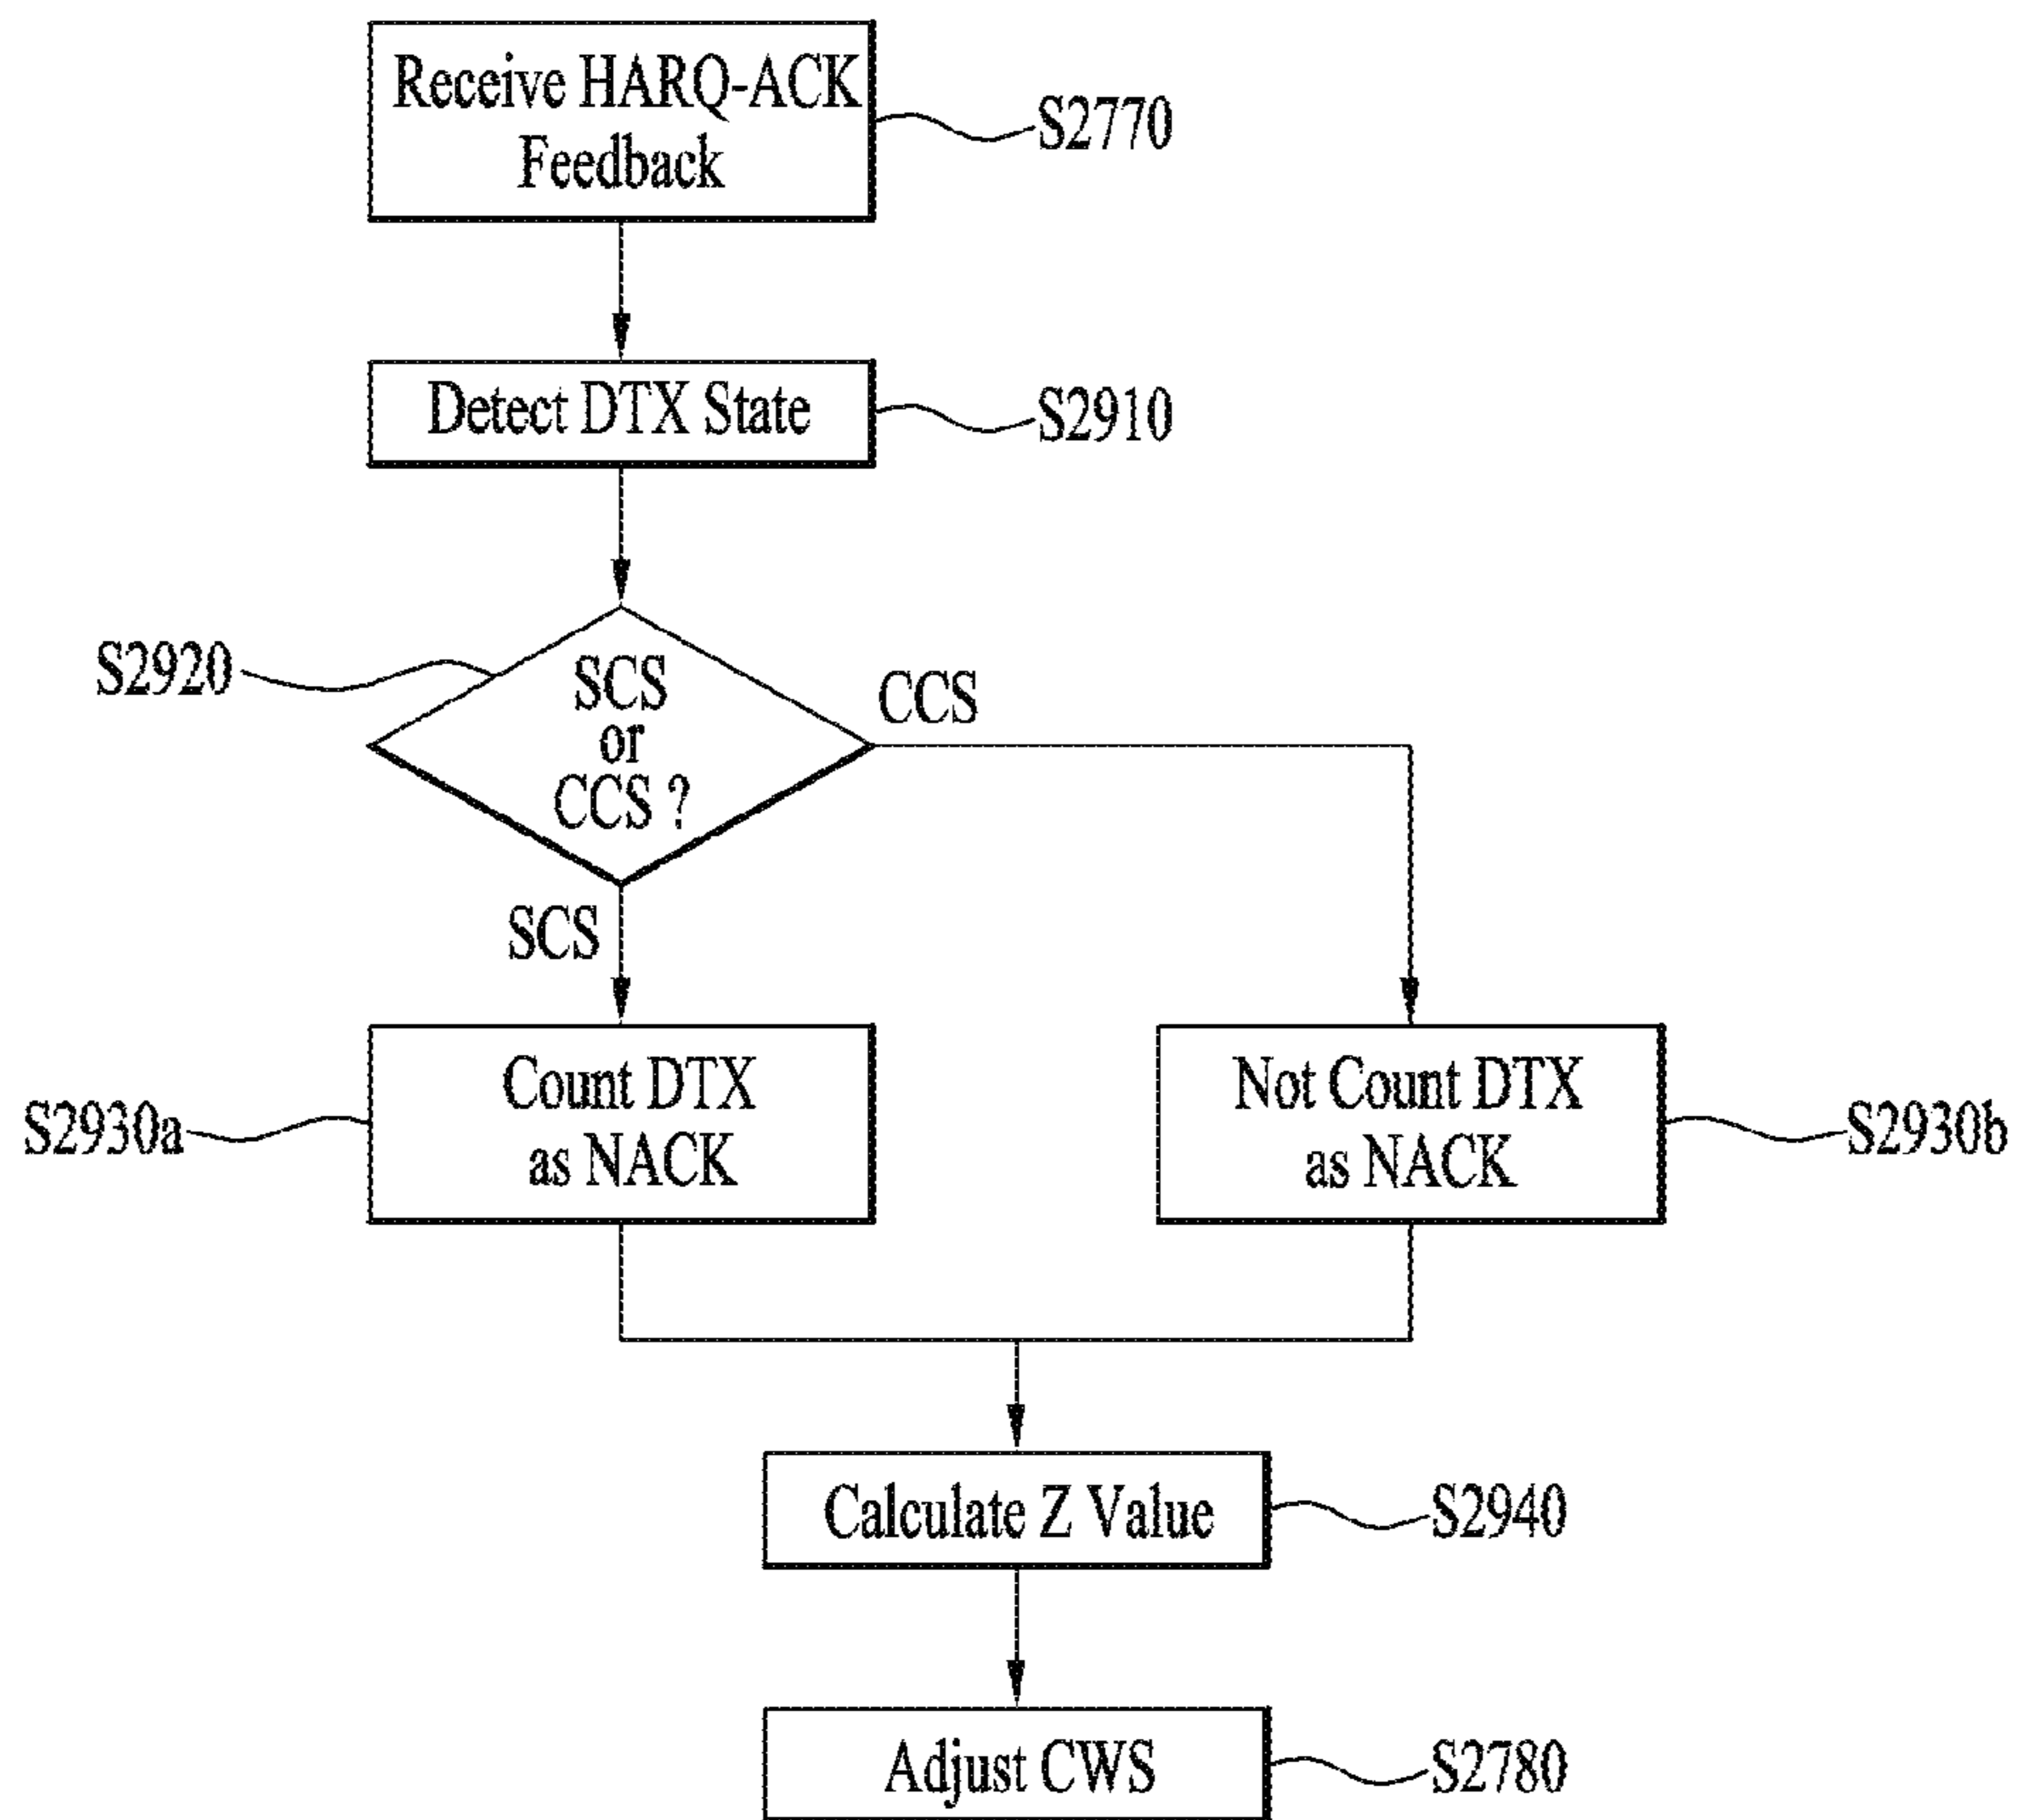 Receive HARQ-ACK
Feedback
S2770
Detect DTX State
S2910
S2920
SCS
or
CCS ?
CCS
SCS
Count DTX
as NACK
S2930a
Not Count DTX
as NACK
S2930b
Calculate Z Value
S2940
Adjust CWS
S2780